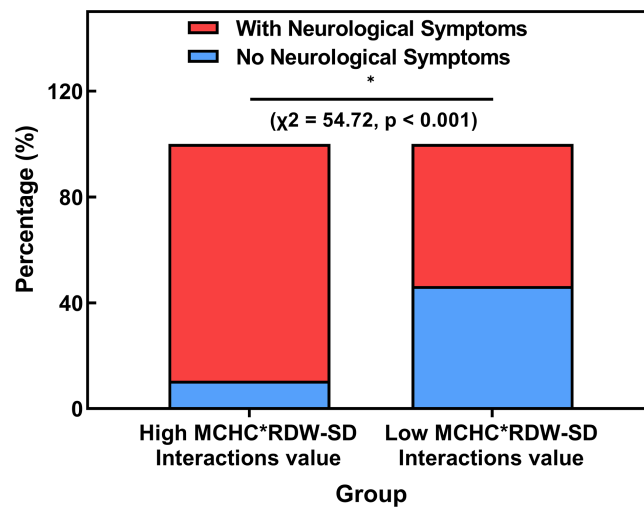 With Neurological Symptoms
No Neurological Symptoms
*
(χ2 = 54.72, p < 0.001)
Percentage (%)
120
80
40
0
High MCHC*RDW-SD
Interactions value
Low MCHC*RDW-SD
Interactions value
Group